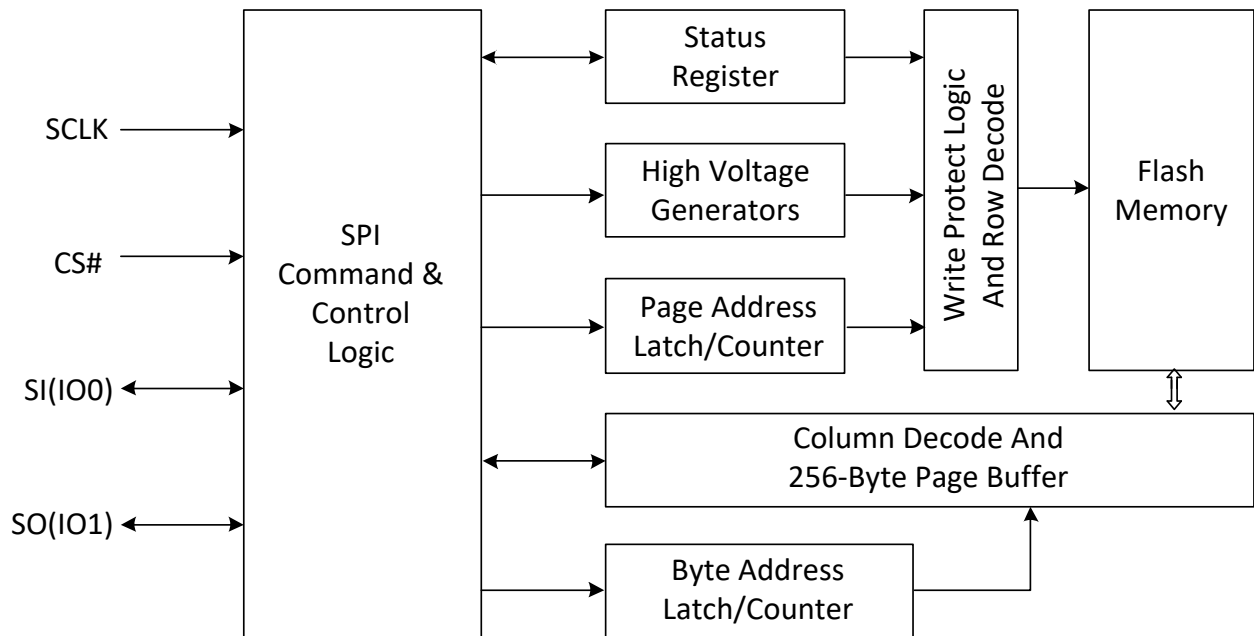 SCLK
CS#
SI(IO0)
SO(IO1)
SPI
Command &
Control
Logic
Status
Register
High Voltage
Generators
Page Address
Latch/Counter
Write Protect Logic
And Row Decode
Flash
Memory
Column Decode And
256-Byte Page Buffer
Byte Address
Latch/Counter